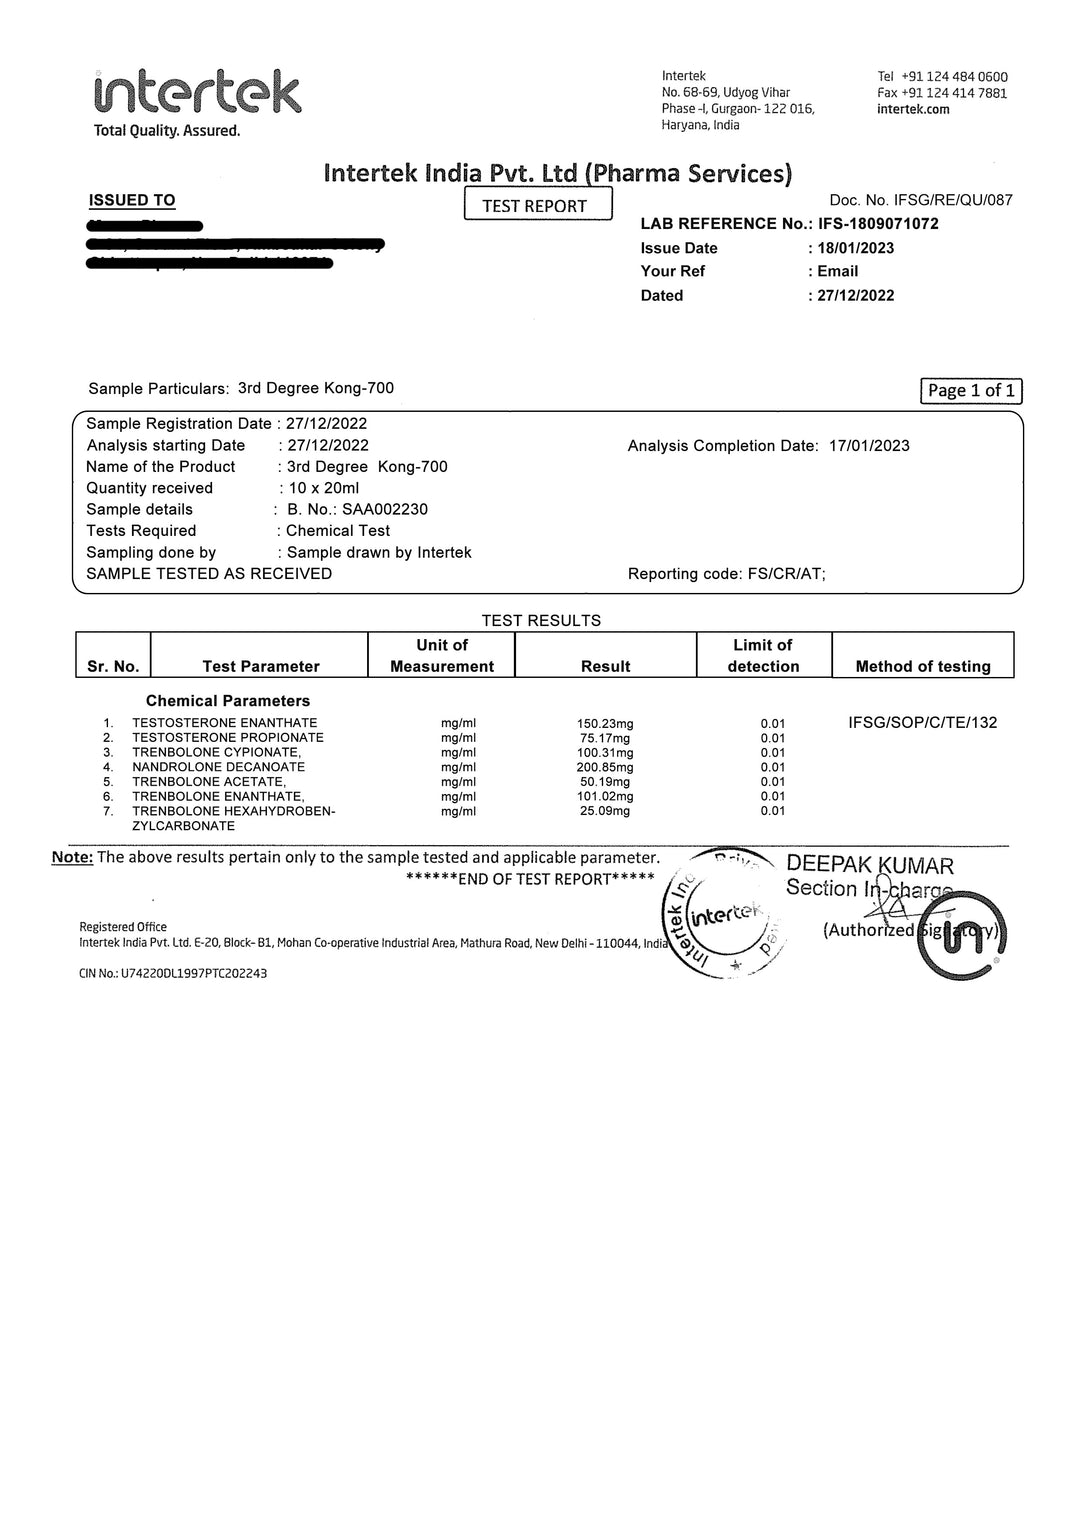 intertek
Total Quality. Assured.
Intertek
No. 68-69, Udyog Vihar
Phase -I, Gurgaon- 122 016,
Haryana, India
Tel +91 124 484 0600
Fax +91 124 414 7881
intertek.com
Intertek India Pvt. Ltd (Pharma Services)
ISSUED TO
TEST REPORT
Doc. No. IFSG/RE/QU/087
LAB REFERENCE No.: IFS-1809071072
Issue Date : 18/01/2023
Your Ref : Email
Dated : 27/12/2022
Sample Particulars: 3rd Degree Kong-700
Page 1 of 1
Sample Registration Date : 27/12/2022
Analysis starting Date : 27/12/2022 Analysis Completion Date: 17/01/2023
Name of the Product : 3rd Degree Kong-700
Quantity received : 10 x 20ml
Sample details : B. No.: SAA002230
Tests Required : Chemical Test
Sampling done by : Sample drawn by Intertek
SAMPLE TESTED AS RECEIVED Reporting code: FS/CR/AT;
TEST RESULTS
Sr. No. Test Parameter Unit of Measurement Result Limit of detection Method of testing
Chemical Parameters
1. TESTOSTERONE ENANTHATE mg/ml 150.23mg 0.01 IFSG/SOP/C/TE/132
2. TESTOSTERONE PROPIONATE mg/ml 75.17mg 0.01
3. TRENBOLONE CYPIONATE, mg/ml 100.31mg 0.01
4. NANDROLONE DECANOATE mg/ml 200.85mg 0.01
5. TRENBOLONE ACETATE, mg/ml 50.19mg 0.01
6. TRENBOLONE ENANTHATE, mg/ml 101.02mg 0.01
7. TRENBOLONE HEXAHYDROBEN- mg/ml 25.09mg 0.01
ZYLCARBONATE
Note: The above results pertain only to the sample tested and applicable parameter.
******END OF TEST REPORT*****
DEEPAK KUMAR
Section In-charge
(Authorized Signatory)
in
Intertek
intertek
Registered Office
Intertek India Pvt. Ltd. E-20, Block- B1, Mohan Co-operative Industrial Area, Mathura Road, New Delhi - 110044, India
CIN No.: U74220DL1997PTC202243